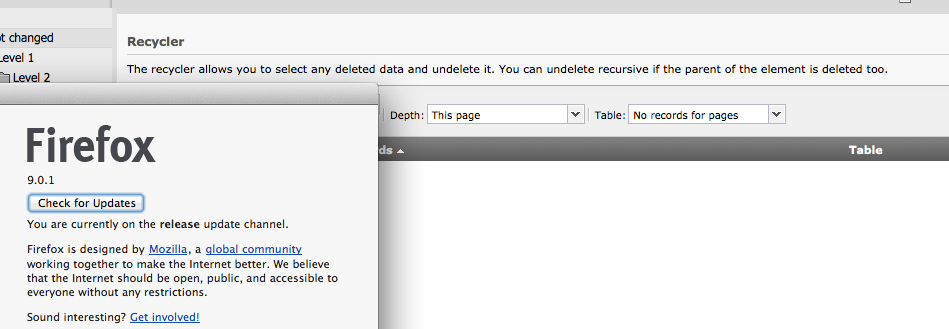 ot changed
Level 1
Level 2
Recycler
The recycler allows you to select any deleted data and undelete it. You can undelete recursive if the parent of the element is deleted too.
Depth: This page Table: No records for pages
ds Table
Firefox
9.0.1
Check for Updates
You are currently on the release update channel.
Firefox is designed by Mozilla, a global community
working together to make the Internet better. We believe
that the Internet should be open, public, and accessible to
everyone without any restrictions.
Sound interesting? Get involved!